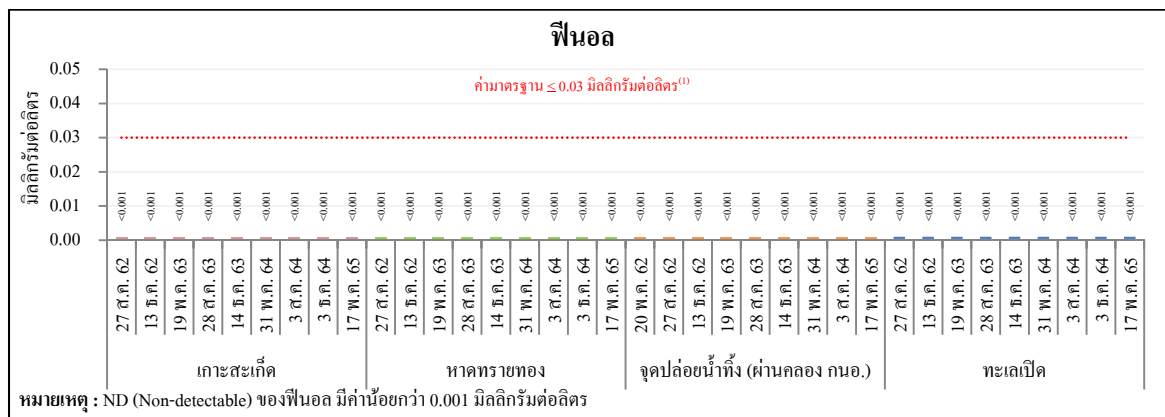 ฟีนอล
ค่ามาตรฐาน ≤ 0.03 มิลลิกรัมต่อลิตร⁽¹⁾
มิลลิกรัมต่อลิตร
0.05
0.04
0.03
0.02
0.01
0.00
<0.001 <0.001 <0.001 <0.001 <0.001 <0.001 <0.001 <0.001 <0.001 <0.001 <0.001 <0.001 <0.001 <0.001 <0.001 <0.001 <0.001 <0.001 <0.001 <0.001 <0.001 <0.001 <0.001 <0.001 <0.001 <0.001 <0.001 <0.001 <0.001 <0.001 <0.001 <0.001 <0.001 <0.001 <0.001 <0.001
27 ส.ค. 62
13 ธ.ค. 62
19 พ.ค. 63
28 ส.ค. 63
14 ธ.ค. 63
31 พ.ค. 64
3 ส.ค. 64
3 ธ.ค. 64
17 พ.ค. 65
27 ส.ค. 62
13 ธ.ค. 62
19 พ.ค. 63
28 ส.ค. 63
14 ธ.ค. 63
31 พ.ค. 64
3 ส.ค. 64
3 ธ.ค. 64
17 พ.ค. 65
20 พ.ค. 62
27 ส.ค. 62
13 ธ.ค. 62
19 พ.ค. 63
28 ส.ค. 63
14 ธ.ค. 63
31 พ.ค. 64
3 ส.ค. 64
17 พ.ค. 65
27 ส.ค. 62
13 ธ.ค. 62
19 พ.ค. 63
28 ส.ค. 63
14 ธ.ค. 63
31 พ.ค. 64
3 ส.ค. 64
3 ธ.ค. 64
17 พ.ค. 65
เกาะสะเก็ด
หาดทรายทอง
จุดปล่อยน้ำทิ้ง (ผ่านคลอง กนอ.)
ทะเลเปิด
หมายเหตุ : ND (Non-detectable) ของฟีนอล มีค่าน้อยกว่า 0.001 มิลลิกรัมต่อลิตร